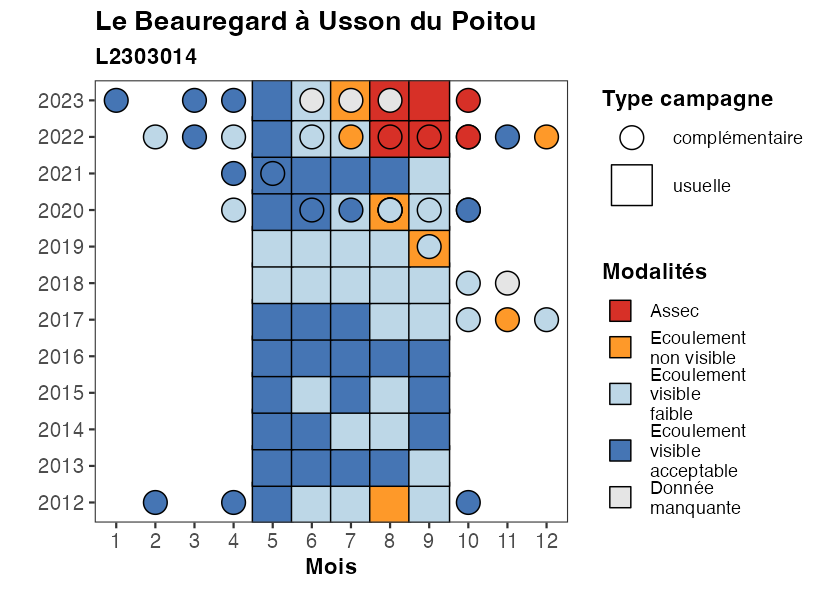 Le Beauregard à Usson du Poitou
L2303014
2023
2022
2021
2020
2019
2018
2017
2016
2015
2014
2013
2012
1 2 3 4 5 6 7 8 9 10 11 12
Mois
Type campagne
complémentaire
usuelle
Modalités
Assec
Ecoulement
non visible
Ecoulement
visible
faible
Ecoulement
visible
acceptable
Donnée
manquante